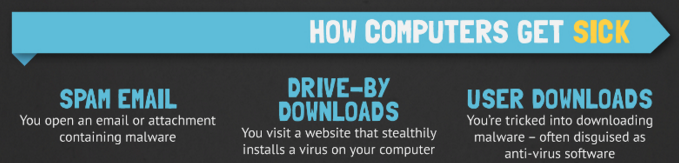 HOW COMPUTERS GET SICK
SPAM EMAIL
You open an email or attachment
containing malware
DRIVE-BY
DOWNLOADS
You visit a website that stealthily
installs a virus on your computer
USER DOWNLOADS
You're tricked into downloading
malware – often disguised as
anti-virus software